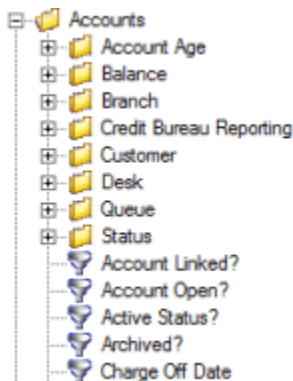 Accounts
Account Age
Balance
Branch
Credit Bureau Reporting
Customer
Desk
Queue
Status
Account Linked?
Account Open?
Active Status?
Archived?
Charge Off Date